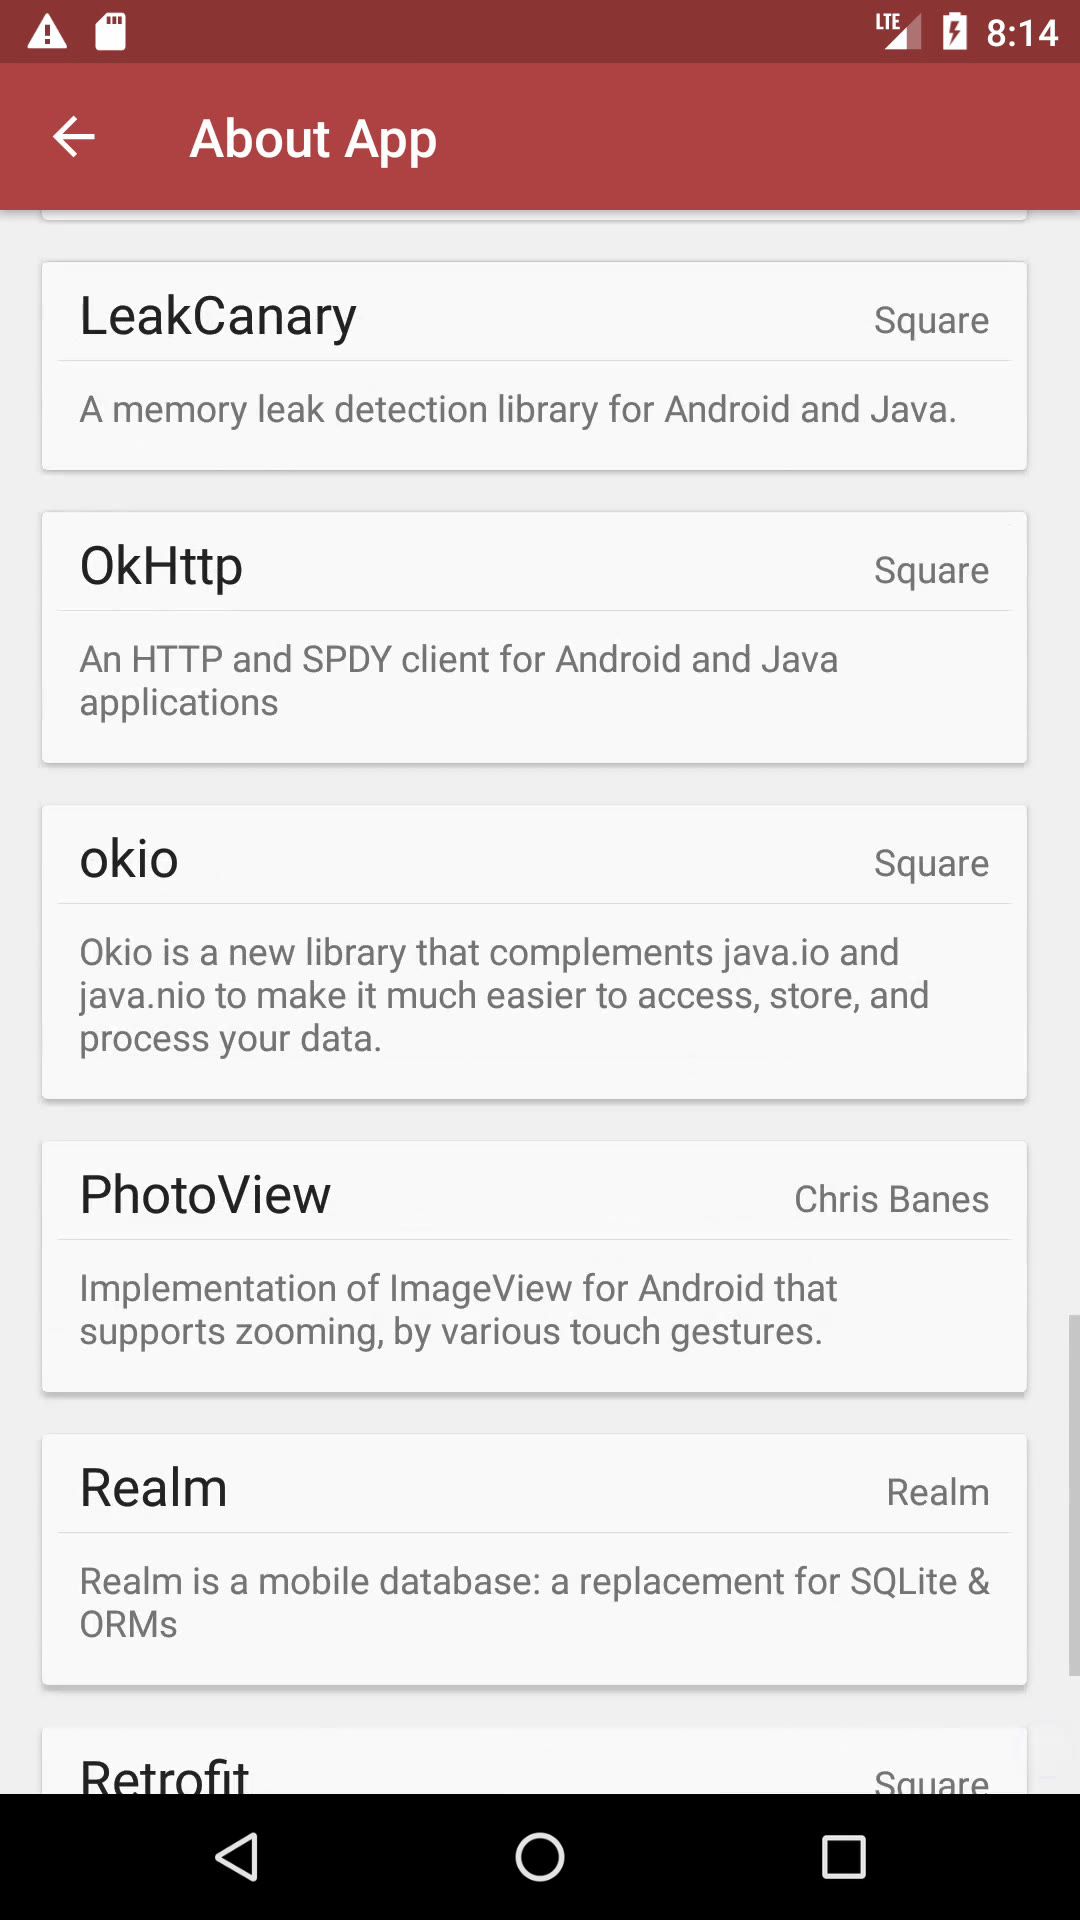 LTE 8:14
About App
LeakCanary Square
A memory leak detection library for Android and Java.
OkHttp Square
An HTTP and SPDY client for Android and Java
applications
okio Square
Okio is a new library that complements java.io and
java.nio to make it much easier to access, store, and
process your data.
PhotoView Chris Banes
Implementation of ImageView for Android that
supports zooming, by various touch gestures.
Realm Realm
Realm is a mobile database: a replacement for SQLite &
ORMs
Retrofit Square